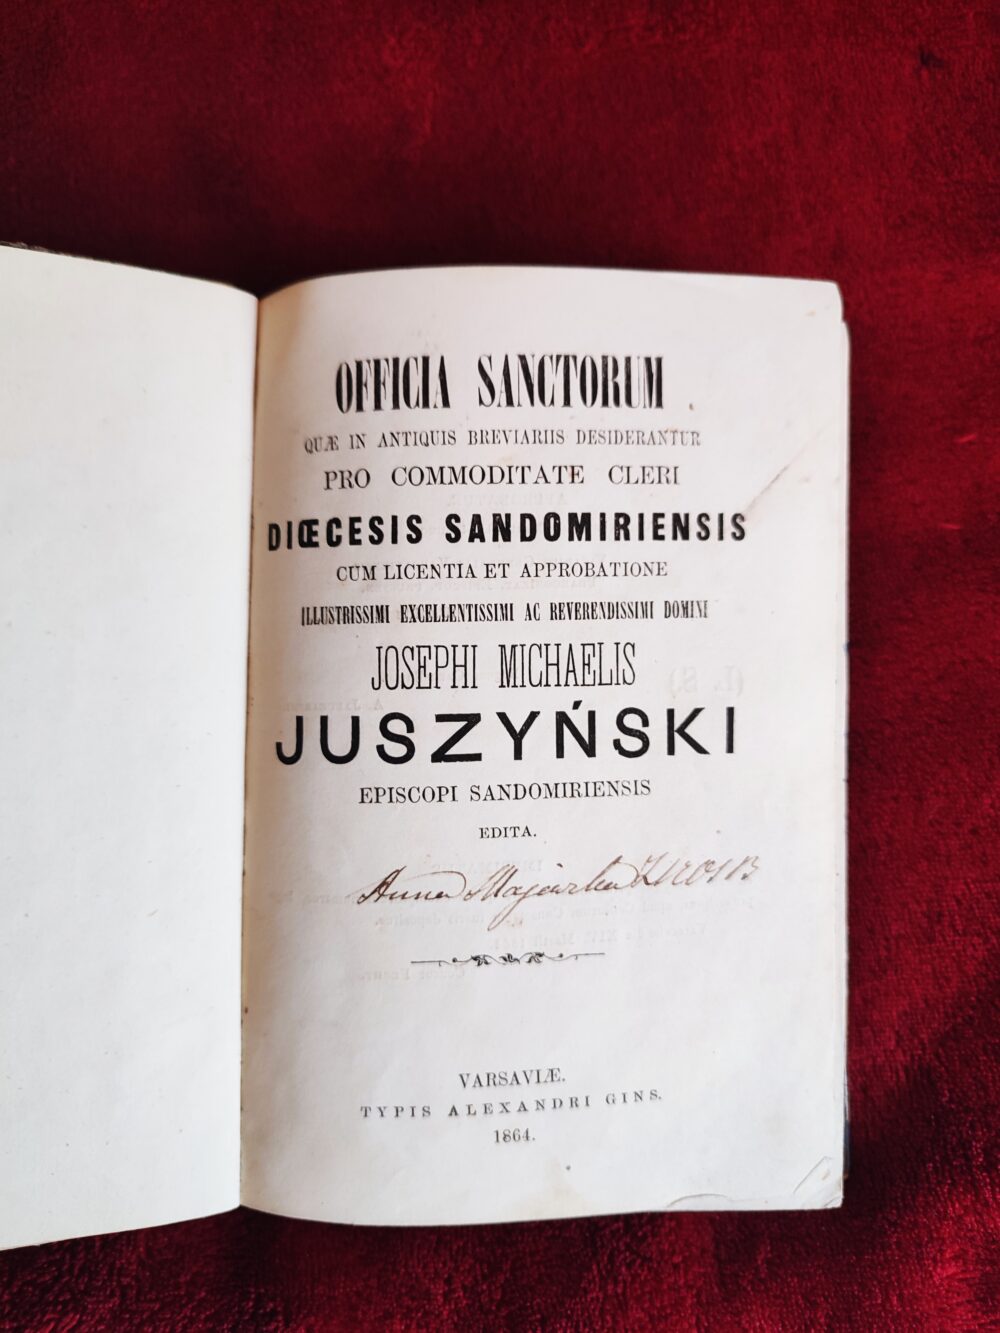 OFFICIA SANCTORUM
QUÆ IN ANTIQUIS BREVIARIIS DESIDERANTUR
PRO COMMODITATE CLERI
DIŒCESIS SANDOMIRIENSIS
CUM LICENTIA ET APPROBATIONE
ILLUSTRISSIMI EXCELLENTISSIMI AC REVERENDISSIMI DOMINI
JOSEPHI MICHAELIS
JUSZYŃSKI
EPISCOPI SANDOMIRIENSIS
EDITA.
Anna Majewska
VARSAVIÆ.
TYPIS ALEXANDRI GINS.
1864.